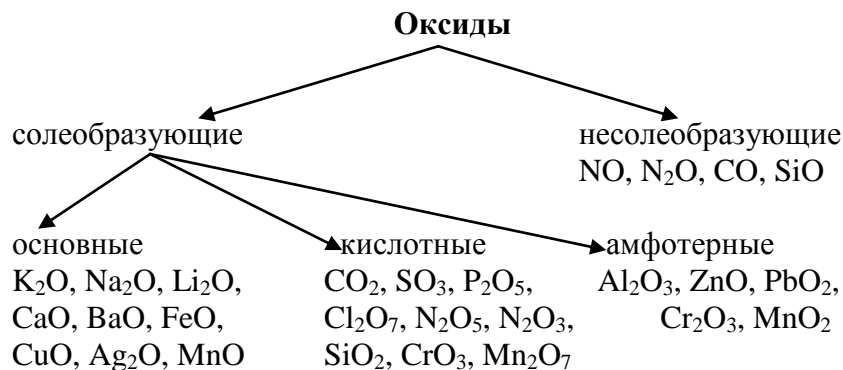 Оксиды
солеобразующие
несолеобразующие
NO, N₂O, CO, SiO
основные
K₂O, Na₂O, Li₂O,
CaO, BaO, FeO,
CuO, Ag₂O, MnO
кислотные
CO₂, SO₃, P₂O₅,
Cl₂O₇, N₂O₅, N₂O₃,
SiO₂, CrO₃, Mn₂O₇
амфотерные
Al₂O₃, ZnO, PbO₂,
Cr₂O₃, MnO₂